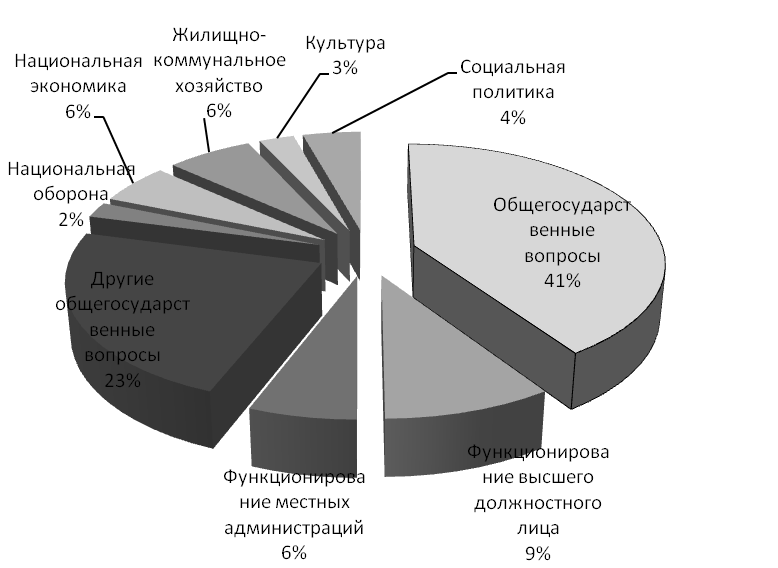 Жилищно-
коммунальное
хозяйство
6%
Культура
3%
Социальная
политика
4%
Национальная
экономика
6%
Национальная
оборона
2%
Общегосударст
венные
вопросы
41%
Другие
общегосударст
венные
вопросы
23%
Функционирова
ние местных
администраций
6%
Функционирова
ние высшего
должностного
лица
9%